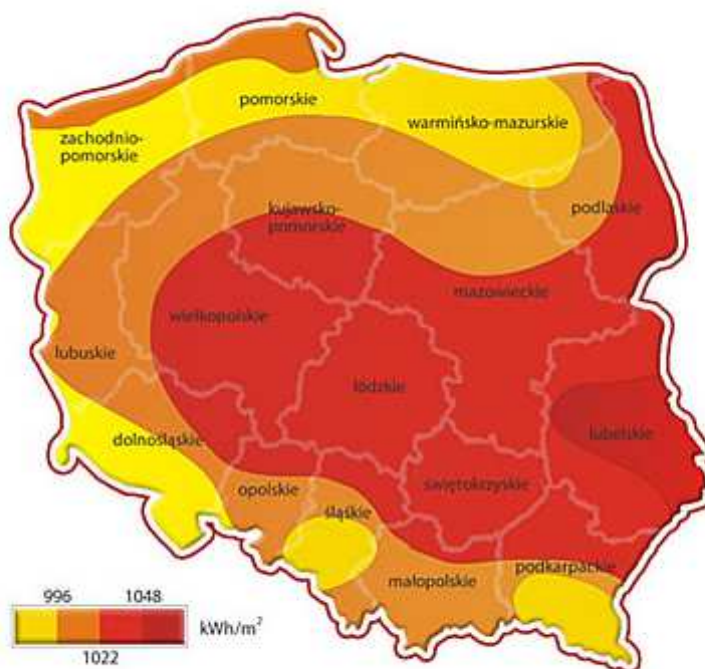 pomorskie
warmińsko-mazurskie
zachodnio-
pomorskie
kujawsko-
pomorskie
podlaskie
mazowieckie
wielkopolskie
lubuskie
łódzkie
dolnośląskie
lubelskie
opolskie
świętokrzyskie
śląskie
małopolskie
podkarpackie
996 1048
kWh/m²
1022